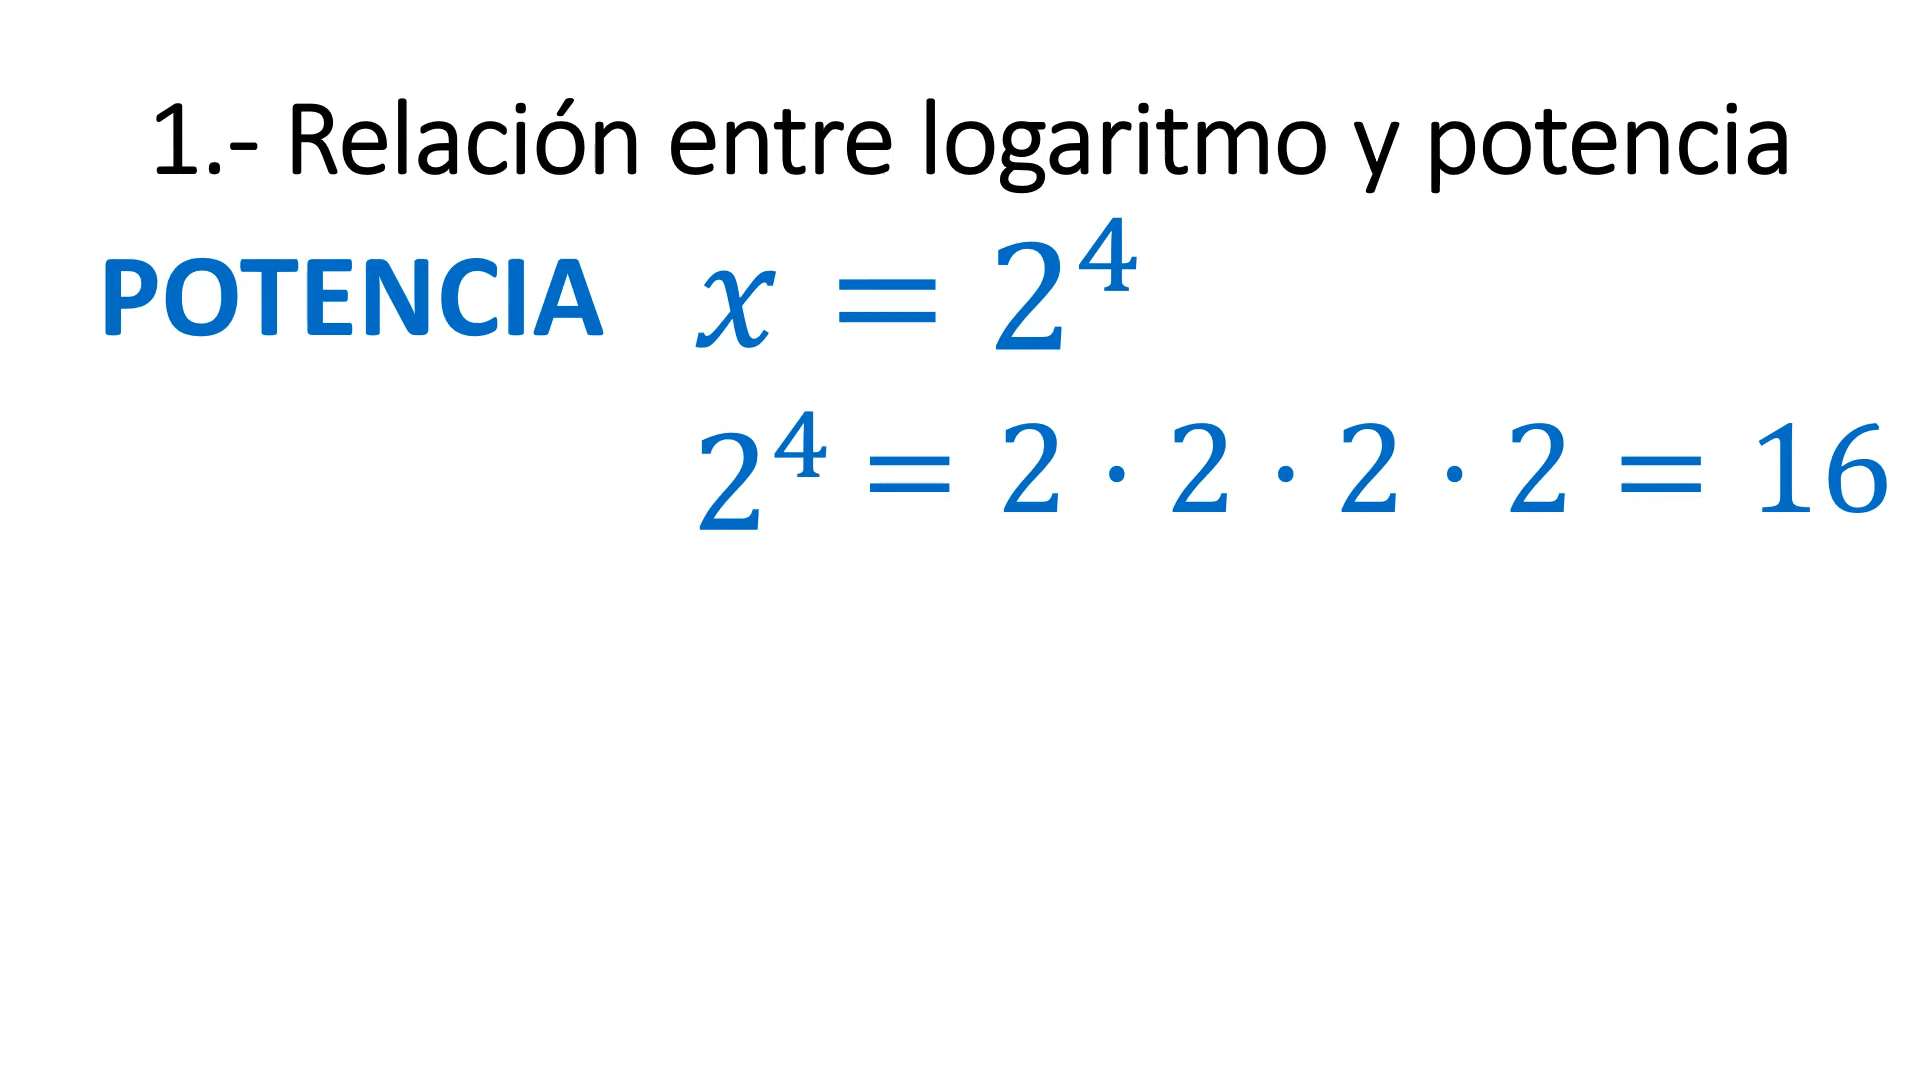 1.- Relación entre logaritmo y potencia
POTENCIA x = 2⁴
2⁴ = 2 · 2 · 2 · 2 = 16